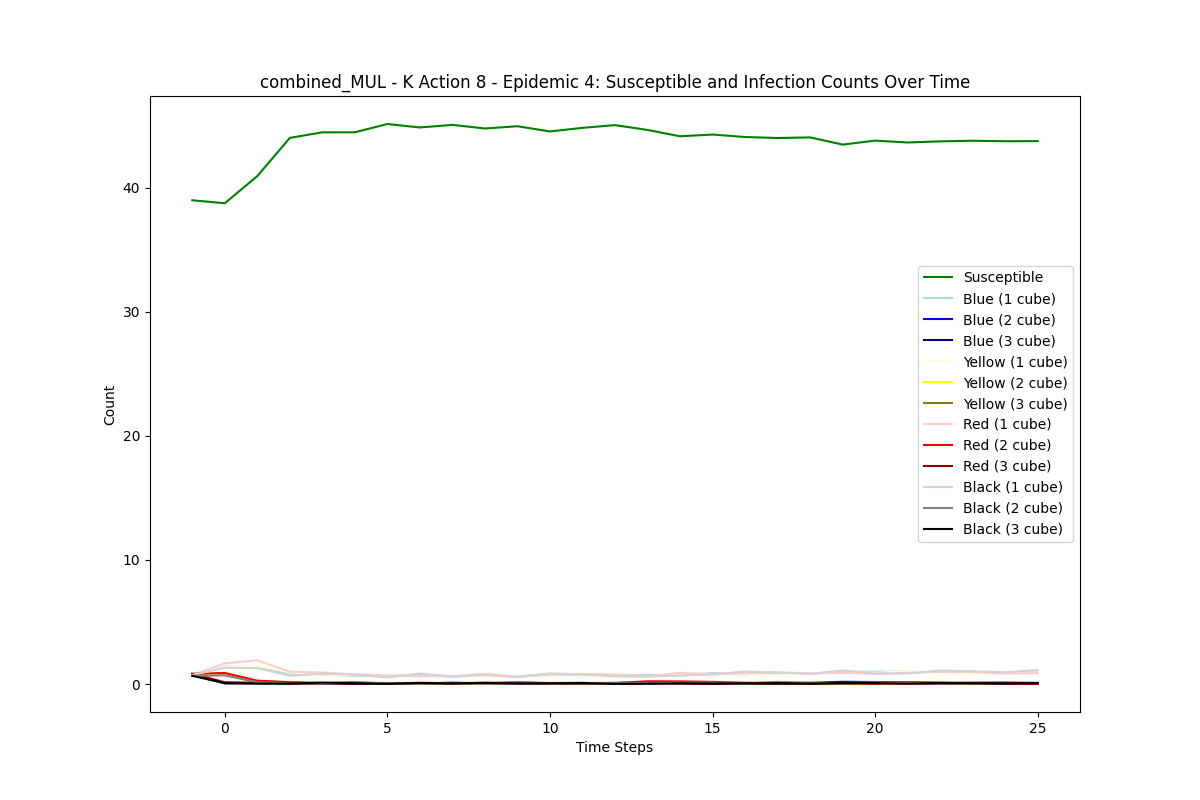 combined_MUL - K Action 8 - Epidemic 4: Susceptible and Infection Counts Over Time
Count
40
30
20
10
0
Susceptible
Blue (1 cube)
Blue (2 cube)
Blue (3 cube)
Yellow (1 cube)
Yellow (2 cube)
Yellow (3 cube)
Red (1 cube)
Red (2 cube)
Red (3 cube)
Black (1 cube)
Black (2 cube)
Black (3 cube)
0 5 10 15 20 25
Time Steps